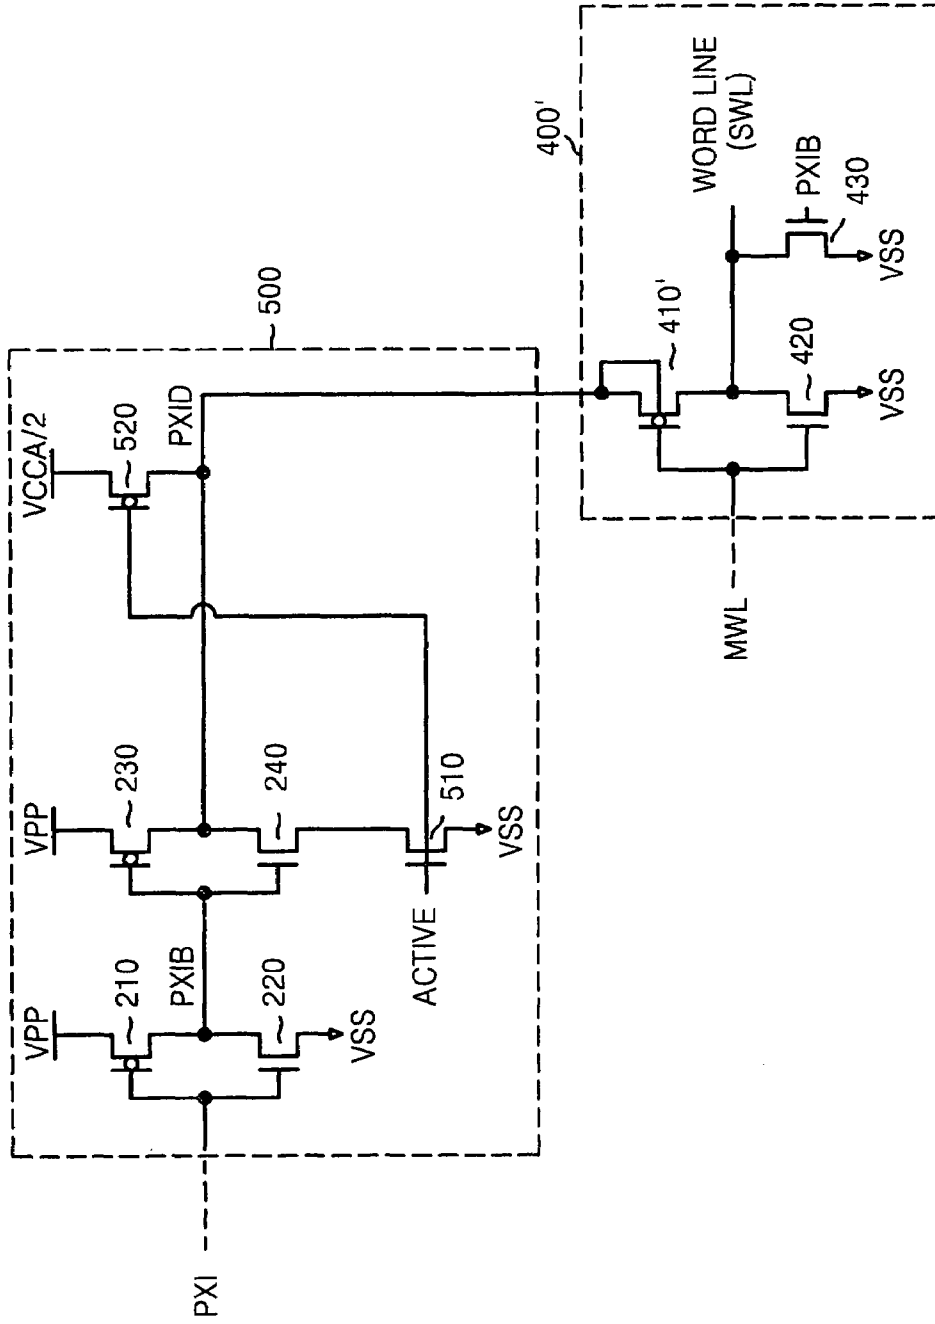 VPP
VPP
VCCA/2
210
230
520
500
PXIB
PXID
PXI
220
240
VSS
ACTIVE
510
VSS
400'
410'
WORD LINE
(SWL)
MWL
420
PXIB
430
VSS
VSS